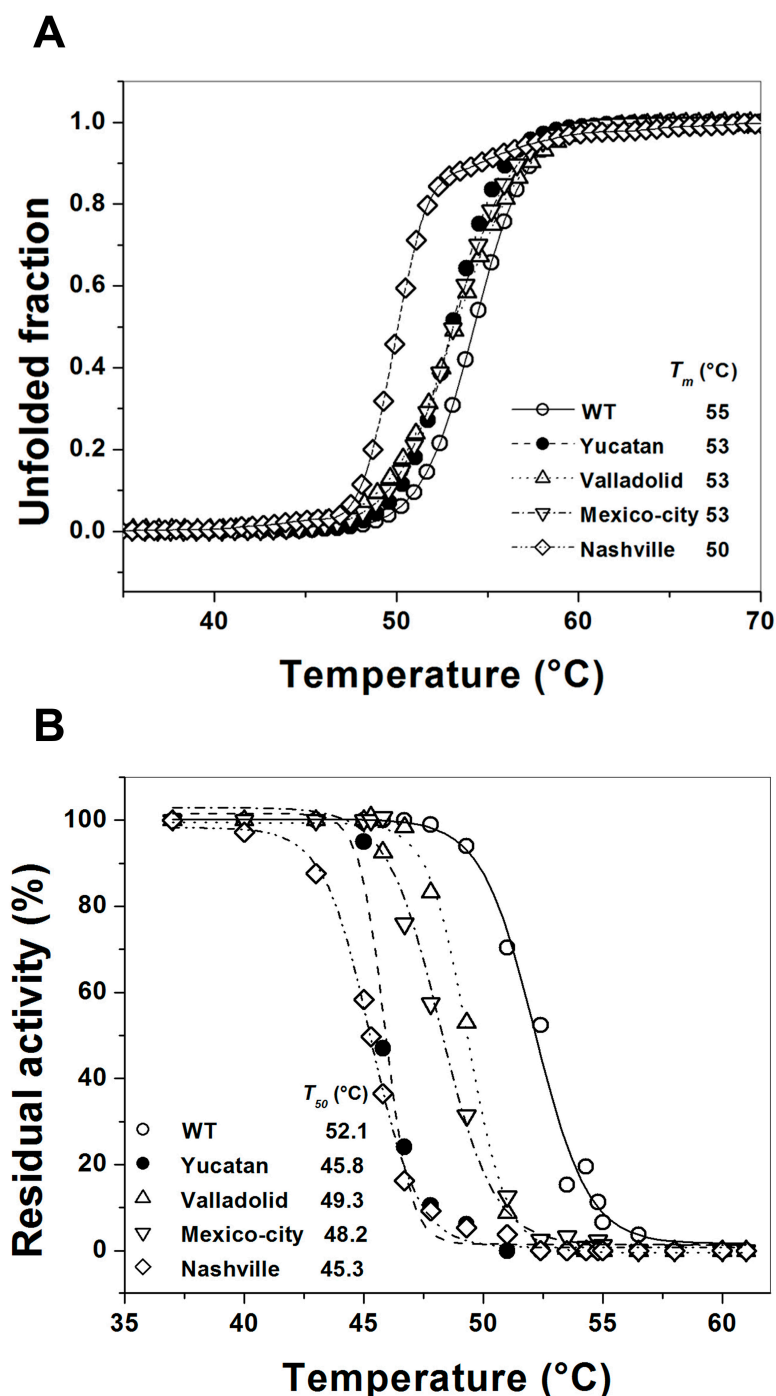 A
1.0
0.8
0.6
0.4
0.2
0.0
Unfolded fraction
Tm (°C)
WT 55
Yucatan 53
Valladolid 53
Mexico-city 53
Nashville 50
40 50 60 70
Temperature (°C)
B
100
80
60
40
20
0
Residual activity (%)
T50 (°C)
WT 52.1
Yucatan 45.8
Valladolid 49.3
Mexico-city 48.2
Nashville 45.3
35 40 45 50 55 60
Temperature (°C)